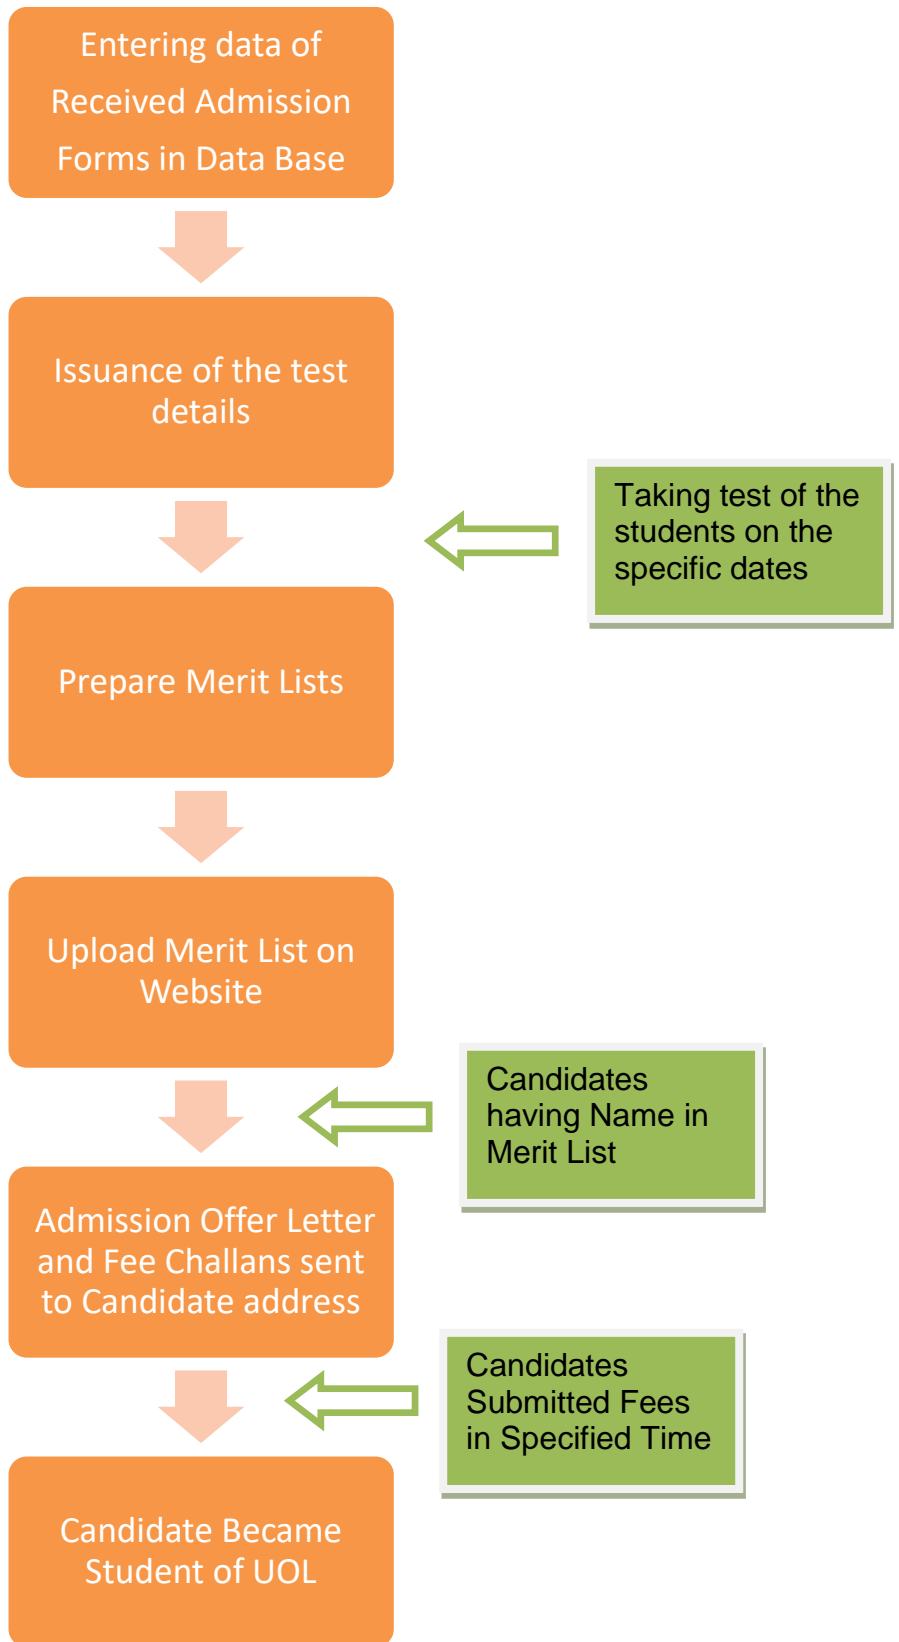 Entering data of
Received Admission
Forms in Data Base
Issuance of the test
details
Taking test of the
students on the
specific dates
Prepare Merit Lists
Upload Merit List on
Website
Candidates
having Name in
Merit List
Admission Offer Letter
and Fee Challans sent
to Candidate address
Candidates
Submitted Fees
in Specified Time
Candidate Became
Student of UOL